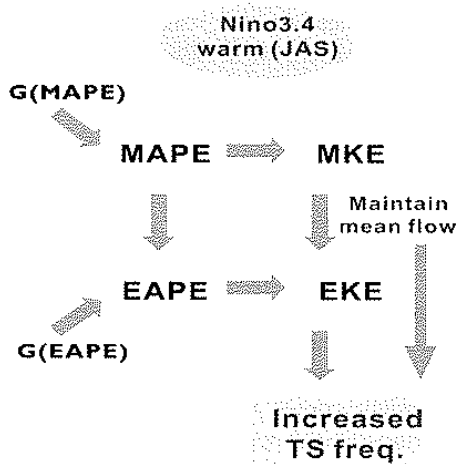 Nino3.4
warm (JAS)
G(MAPE)
MAPE
MKE
Maintain
mean flow
EAPE
EKE
G(EAPE)
Increased
TS freq.